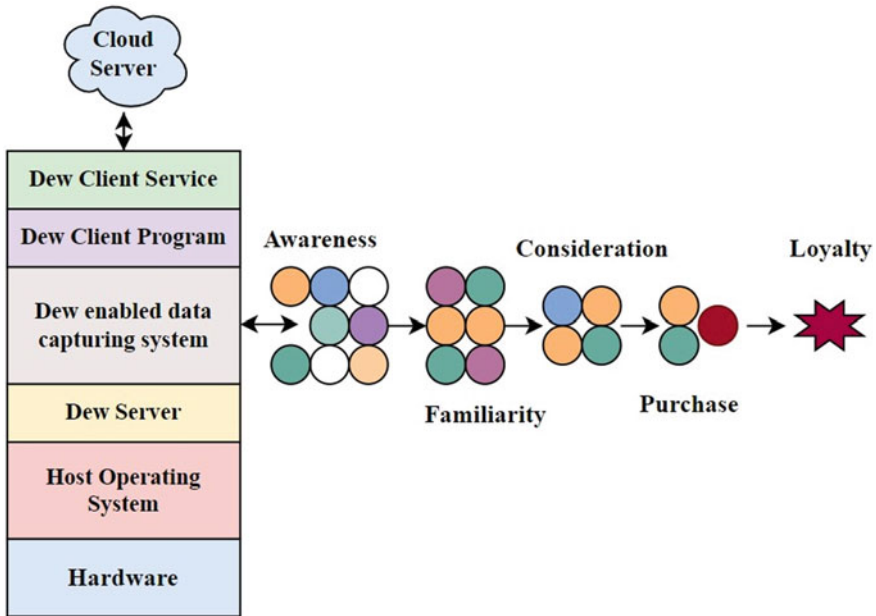 Cloud
Server
Dew Client Service
Dew Client Program
Dew enabled data
capturing system
Dew Server
Host Operating
System
Hardware
Awareness
Familiarity
Consideration
Purchase
Loyalty